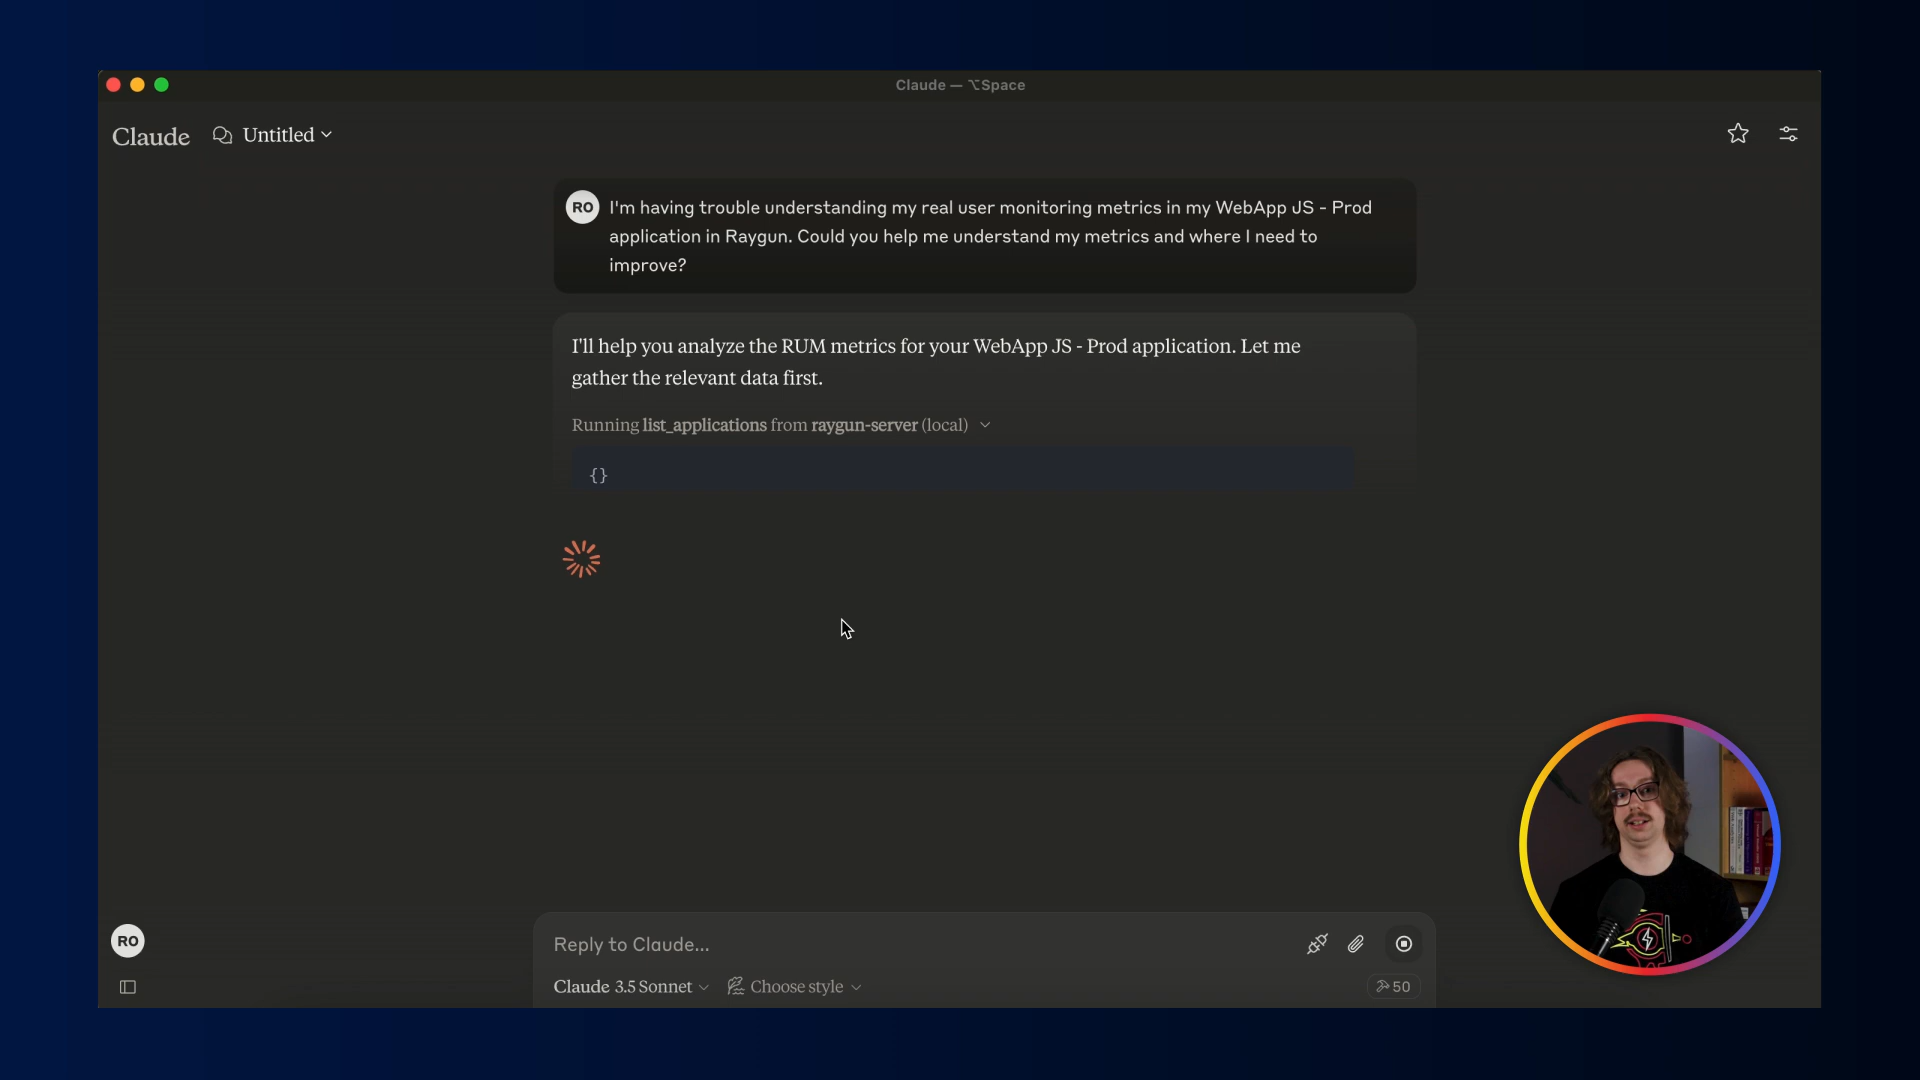 Claude — ⌥Space
Claude
Untitled
RO
I'm having trouble understanding my real user monitoring metrics in my WebApp JS - Prod
application in Raygun. Could you help me understand my metrics and where I need to
improve?
I'll help you analyze the RUM metrics for your WebApp JS - Prod application. Let me
gather the relevant data first.
Running list_applications from raygun-server (local)
{}
RO
Reply to Claude...
Claude 3.5 Sonnet
Choose style
50